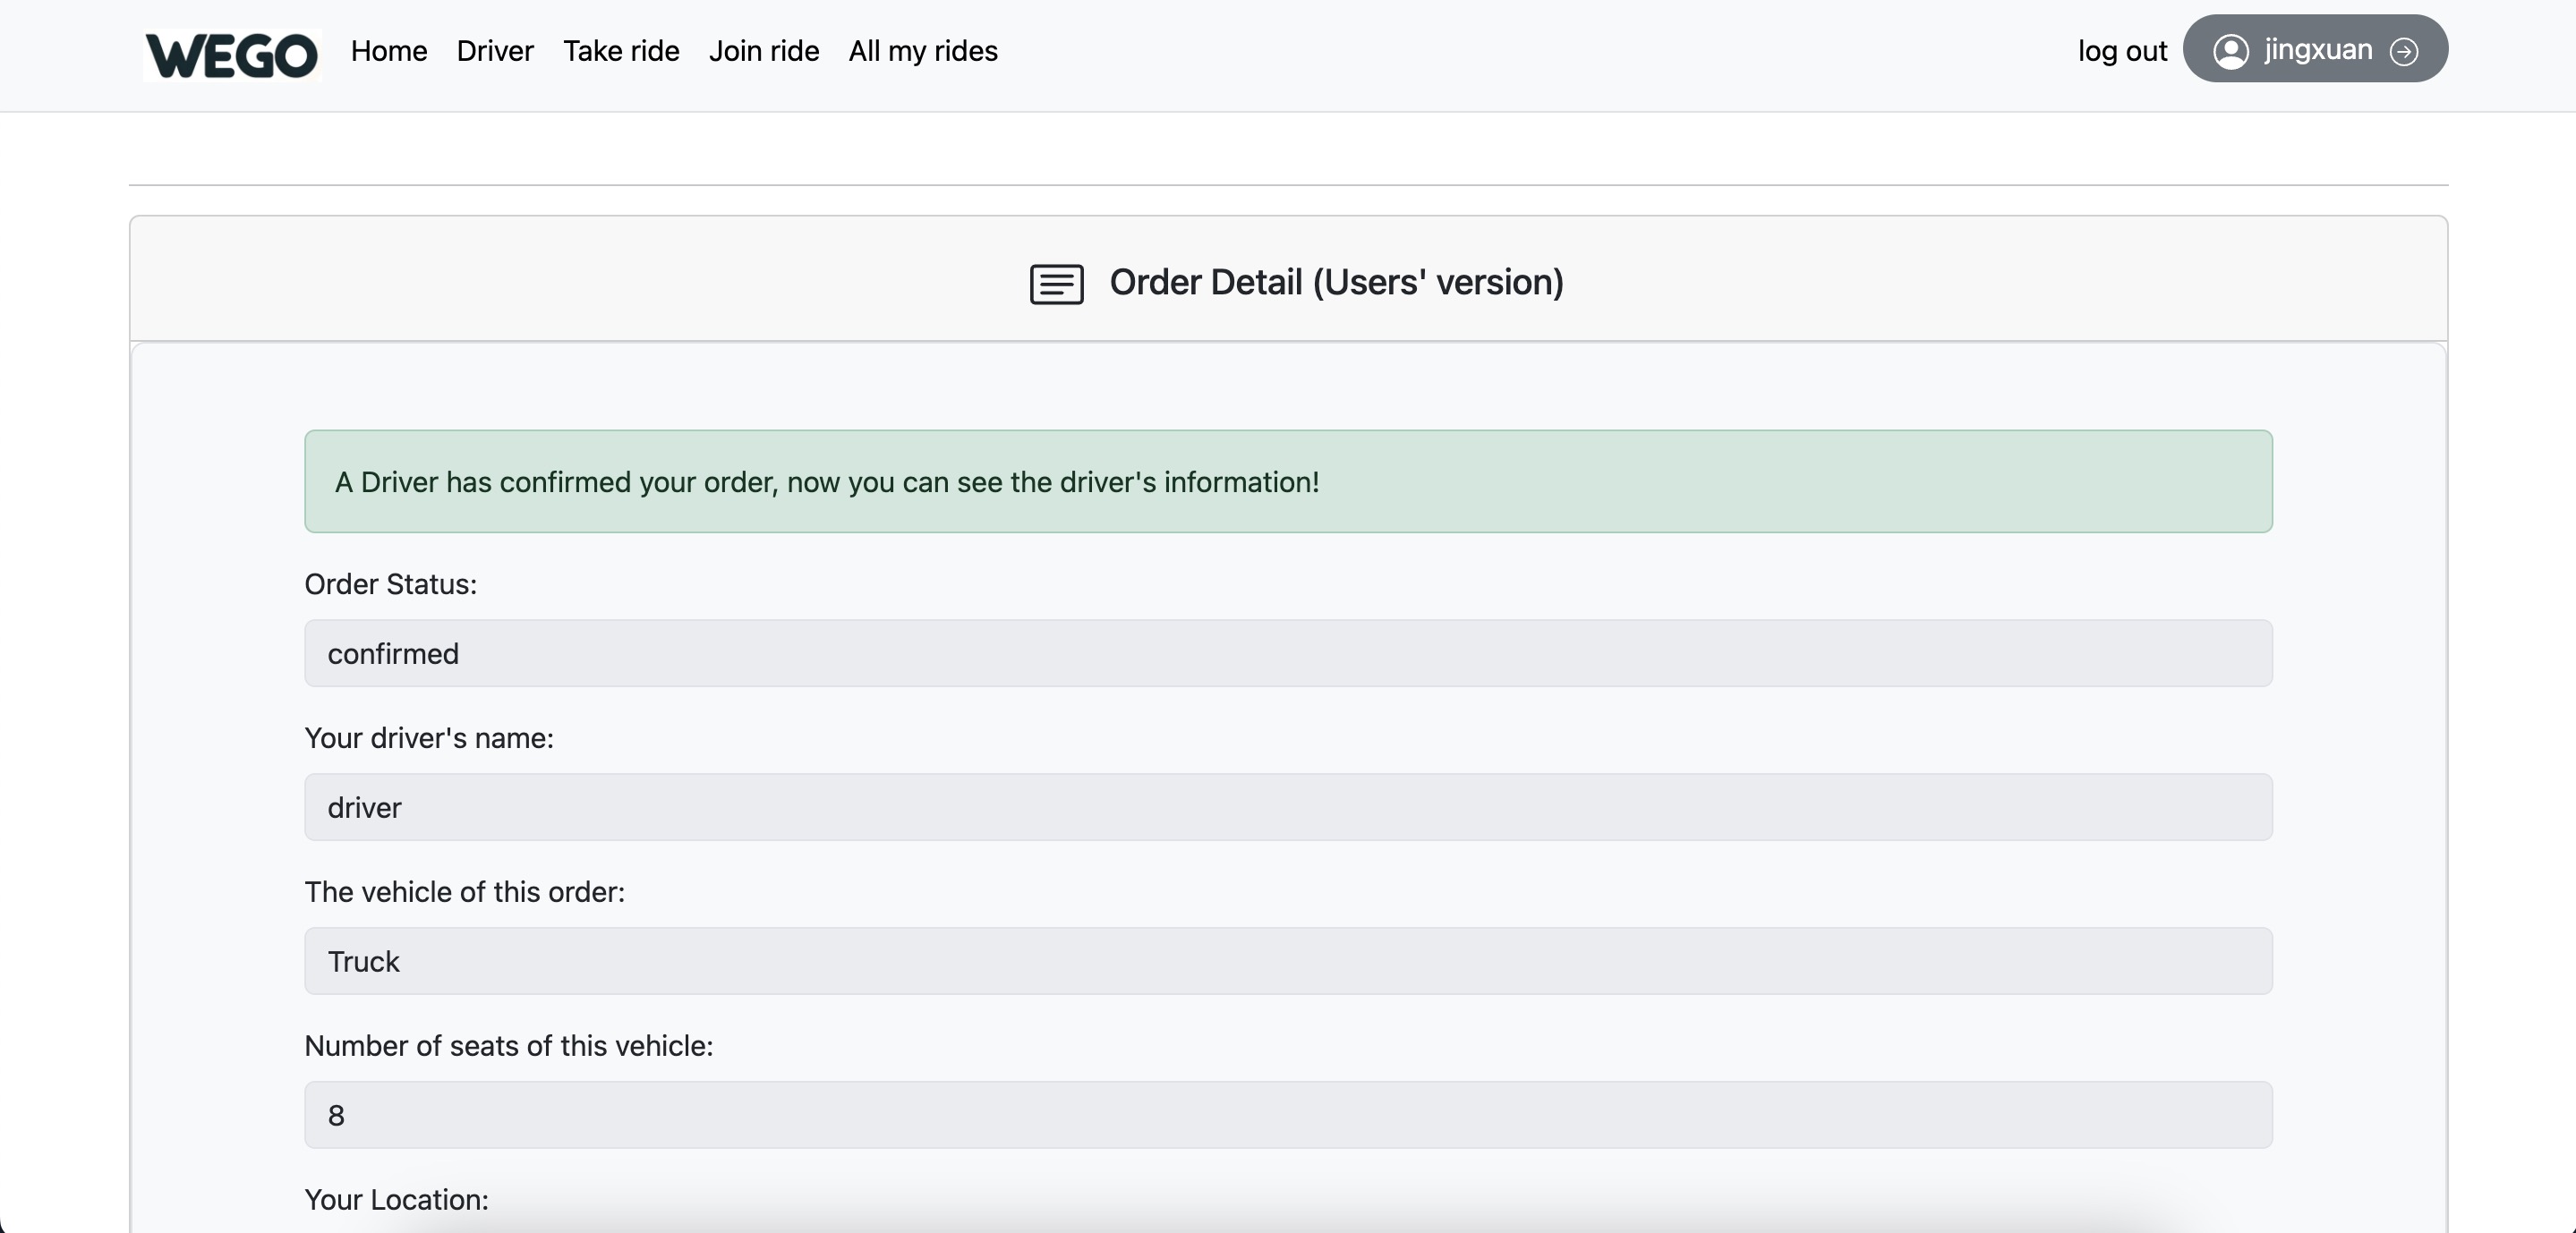 WEGO Home Driver Take ride Join ride All my rides log out jingxuan
Order Detail (Users' version)
A Driver has confirmed your order, now you can see the driver's information!
Order Status:
confirmed
Your driver's name:
driver
The vehicle of this order:
Truck
Number of seats of this vehicle:
8
Your Location: